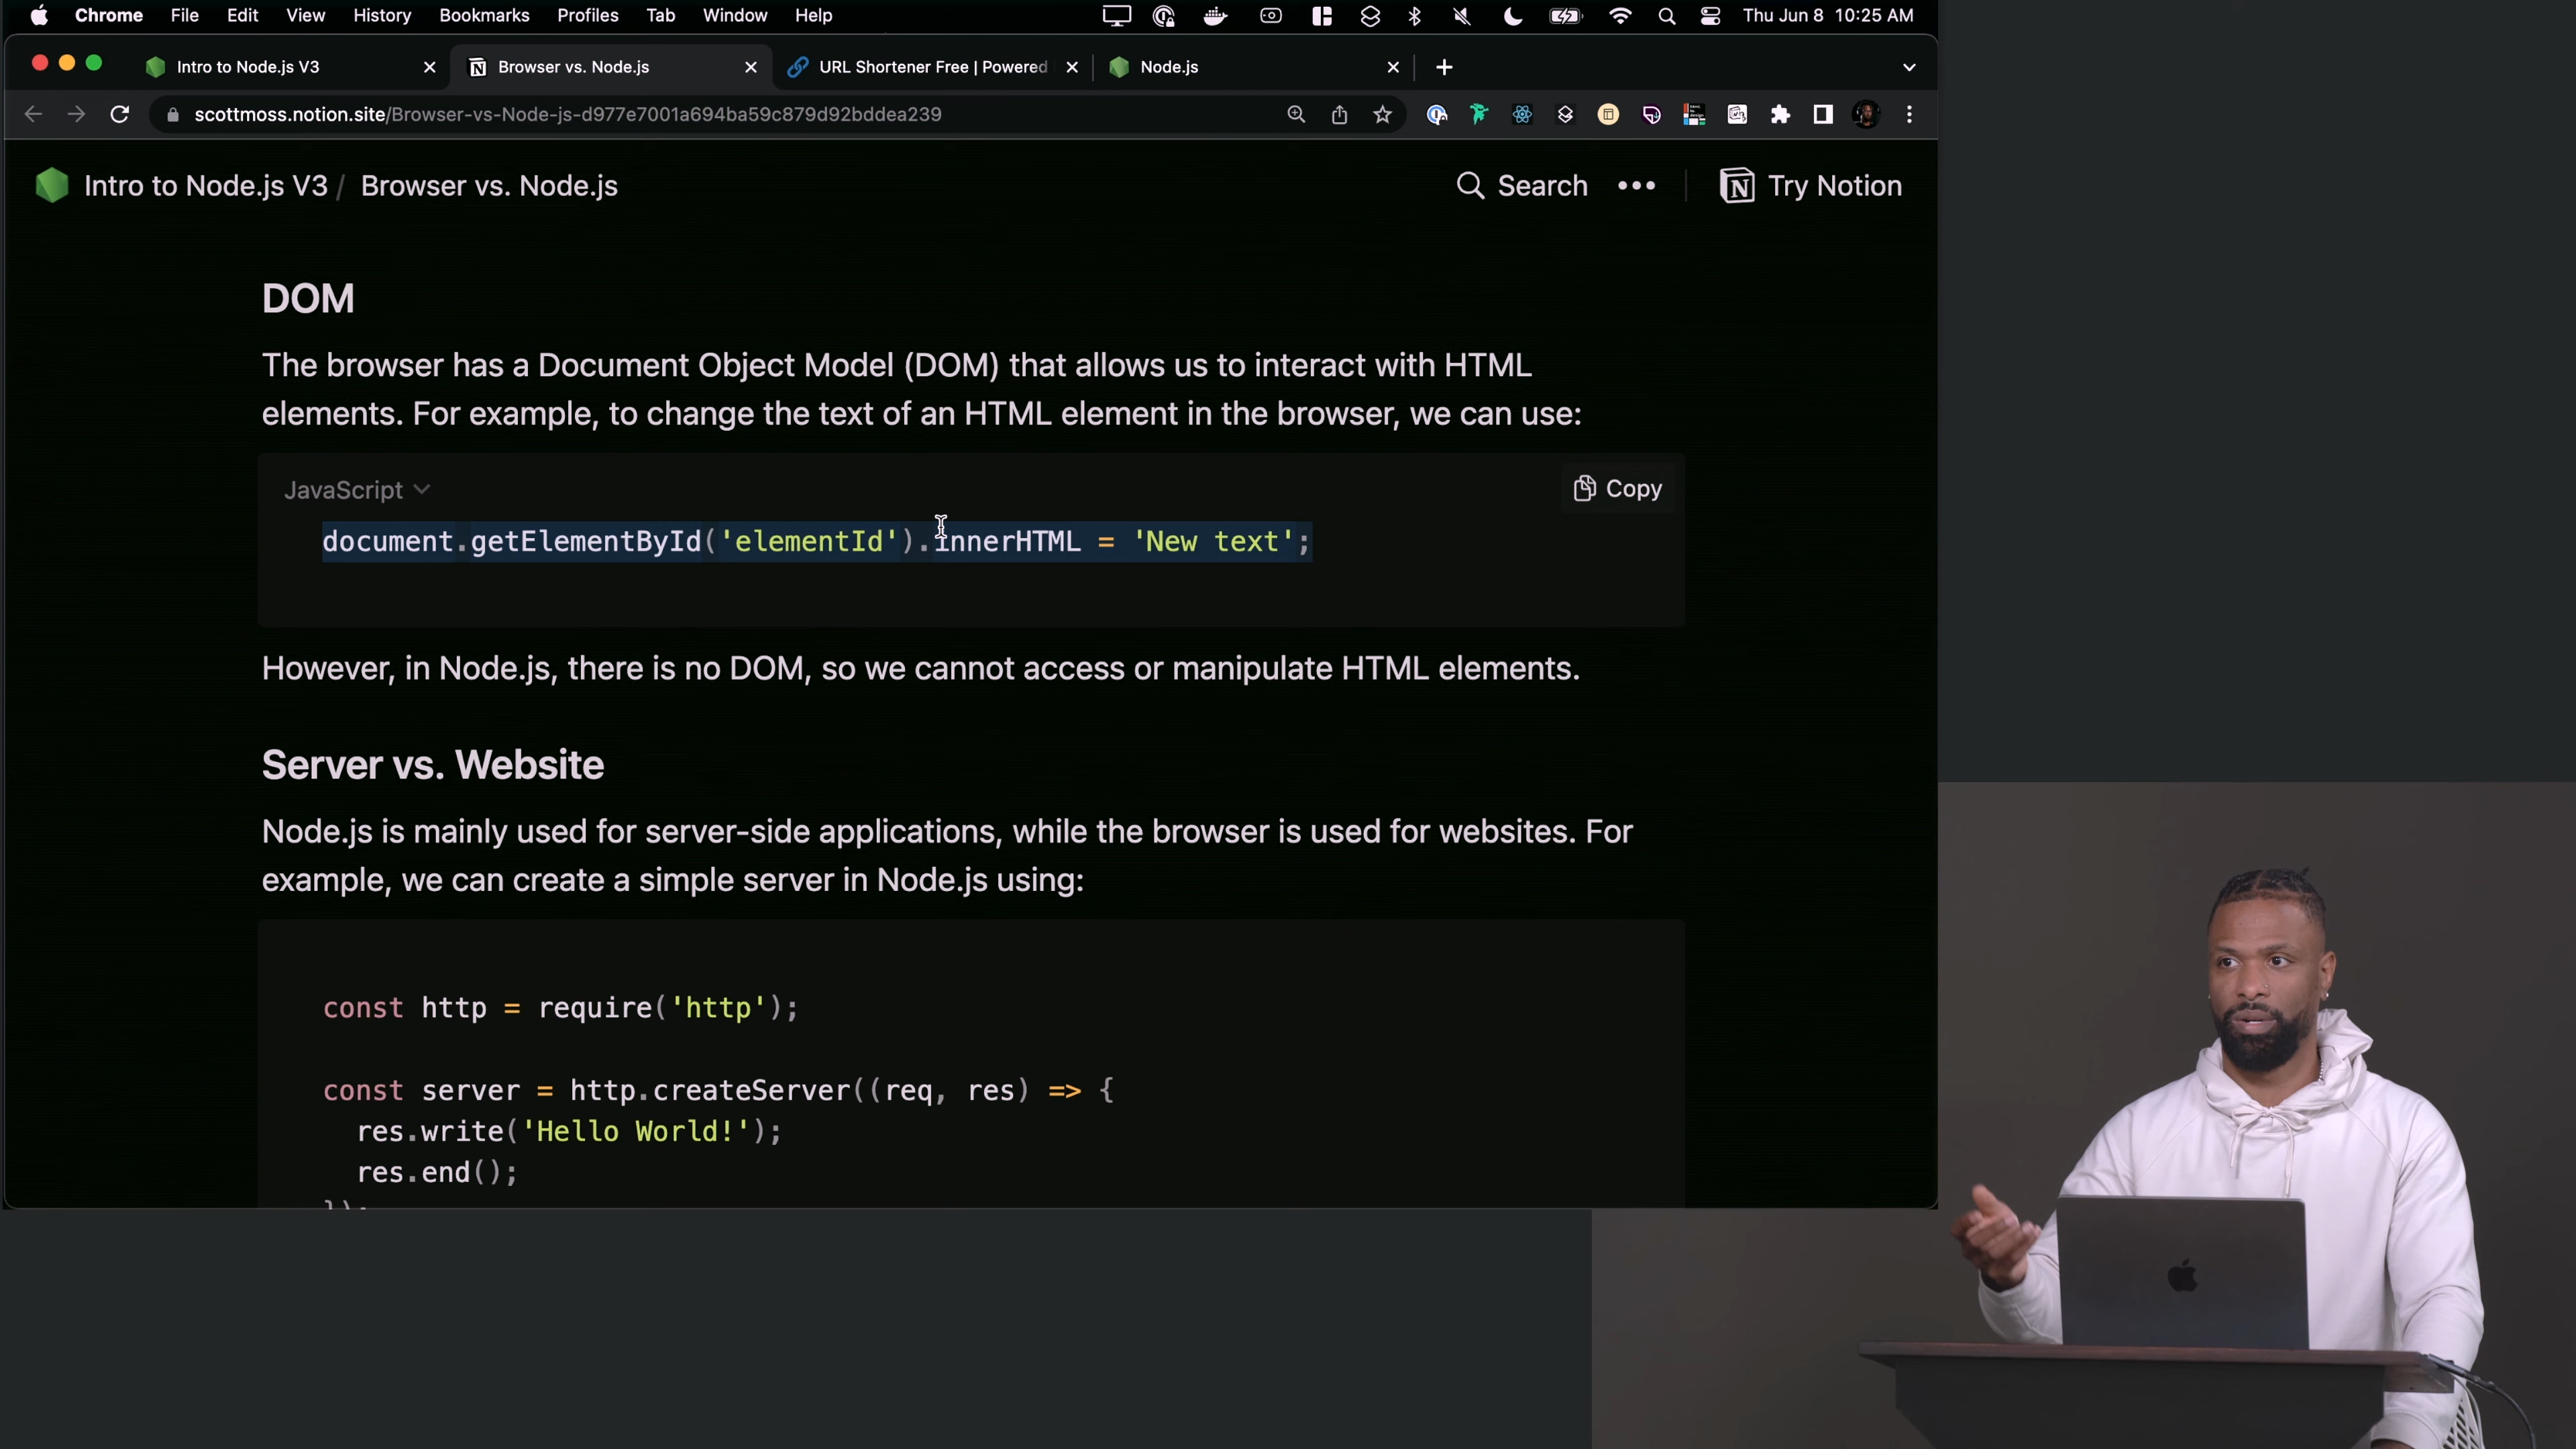 Chrome File Edit View History Bookmarks Profiles Tab Window Help Thu Jun 8 10:25 AM
Intro to Node.js V3 Browser vs. Node.js URL Shortener Free | Powered Node.js
scottmoss.notion.site/Browser-vs-Node-js-d977e7001a694ba59c879d92bddea239
Intro to Node.js V3 / Browser vs. Node.js Search Try Notion
DOM
The browser has a Document Object Model (DOM) that allows us to interact with HTML
elements. For example, to change the text of an HTML element in the browser, we can use:
JavaScript Copy
document.getElementById('elementId').innerHTML = 'New text';
However, in Node.js, there is no DOM, so we cannot access or manipulate HTML elements.
Server vs. Website
Node.js is mainly used for server-side applications, while the browser is used for websites. For
example, we can create a simple server in Node.js using:
const http = require('http');
const server = http.createServer((req, res) => {
res.write('Hello World!');
res.end();
});